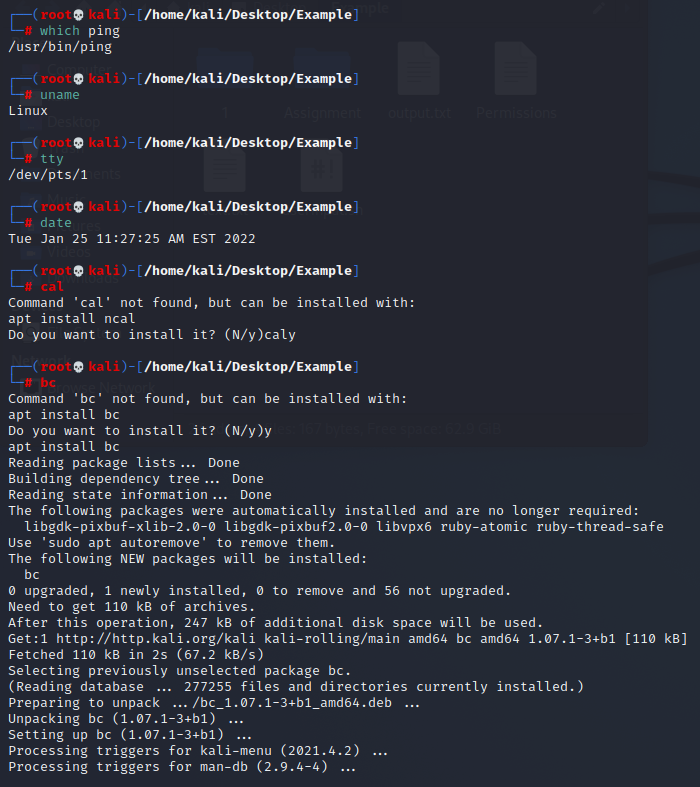 ┌──(root💀kali)-[/home/kali/Desktop/Example]
└─# which ping
/usr/bin/ping
┌──(root💀kali)-[/home/kali/Desktop/Example]
└─# uname
Linux
┌──(root💀kali)-[/home/kali/Desktop/Example]
└─# tty
/dev/pts/1
┌──(root💀kali)-[/home/kali/Desktop/Example]
└─# date
Tue Jan 25 11:27:25 AM EST 2022
┌──(root💀kali)-[/home/kali/Desktop/Example]
└─# cal
Command 'cal' not found, but can be installed with:
apt install ncal
Do you want to install it? (N/y)caly
┌──(root💀kali)-[/home/kali/Desktop/Example]
└─# bc
Command 'bc' not found, but can be installed with:
apt install bc
Do you want to install it? (N/y)y
apt install bc
Reading package lists... Done
Building dependency tree... Done
Reading state information... Done
The following packages were automatically installed and are no longer required:
libgdk-pixbuf-xlib-2.0-0 libgdk-pixbuf2.0-0 libvpx6 ruby-atomic ruby-thread-safe
Use 'sudo apt autoremove' to remove them.
The following NEW packages will be installed:
bc
0 upgraded, 1 newly installed, 0 to remove and 56 not upgraded.
Need to get 110 kB of archives.
After this operation, 247 kB of additional disk space will be used.
Get:1 http://http.kali.org/kali kali-rolling/main amd64 bc amd64 1.07.1-3+b1 [110 kB]
Fetched 110 kB in 2s (67.2 kB/s)
Selecting previously unselected package bc.
(Reading database ... 277255 files and directories currently installed.)
Preparing to unpack .../bc_1.07.1-3+b1_amd64.deb ...
Unpacking bc (1.07.1-3+b1) ...
Setting up bc (1.07.1-3+b1) ...
Processing triggers for kali-menu (2021.4.2) ...
Processing triggers for man-db (2.9.4-4) ...
1
Assignment
output.txt
Permissions
Desktop
Videos
Browse Network